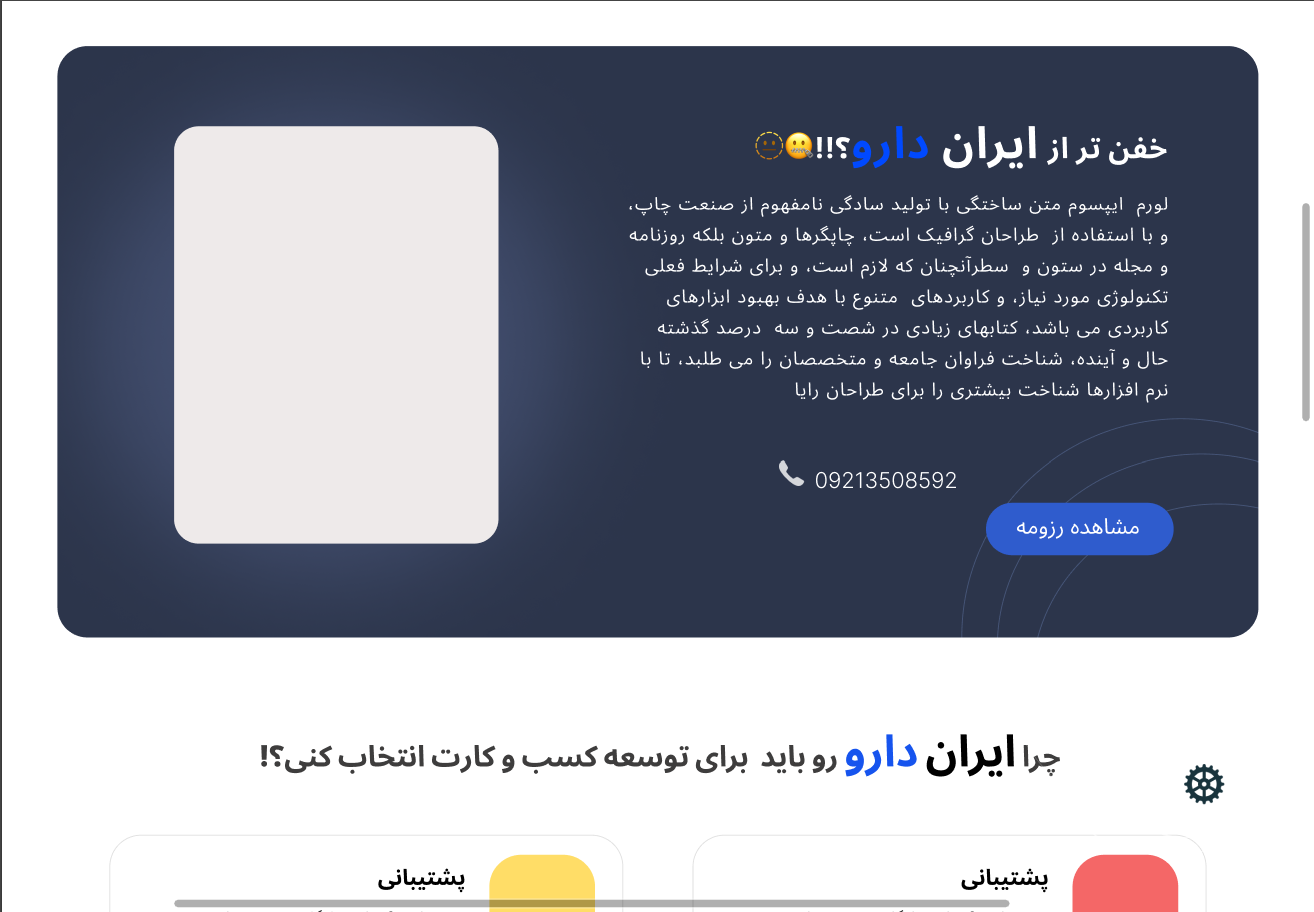 خفن تر از ایران دارو؟!!🤐🫥
لورم ایپسوم متن ساختگی با تولید سادگی نامفهوم از صنعت چاپ،
و با استفاده از طراحان گرافیک است، چاپگرها و متون بلکه روزنامه
و مجله در ستون و سطرآنچنان که لازم است، و برای شرایط فعلی
تکنولوژی مورد نیاز، و کاربردهای متنوع با هدف بهبود ابزارهای
کاربردی می باشد، کتابهای زیادی در شصت و سه درصد گذشته
حال و آینده، شناخت فراوان جامعه و متخصصان را می طلبد، تا با
نرم افزارها شناخت بیشتری را برای طراحان رایا
09213508592
مشاهده رزومه
چرا ایران دارو رو باید برای توسعه کسب و کارت انتخاب کنی؟!
پشتیبانی
پشتیبانی